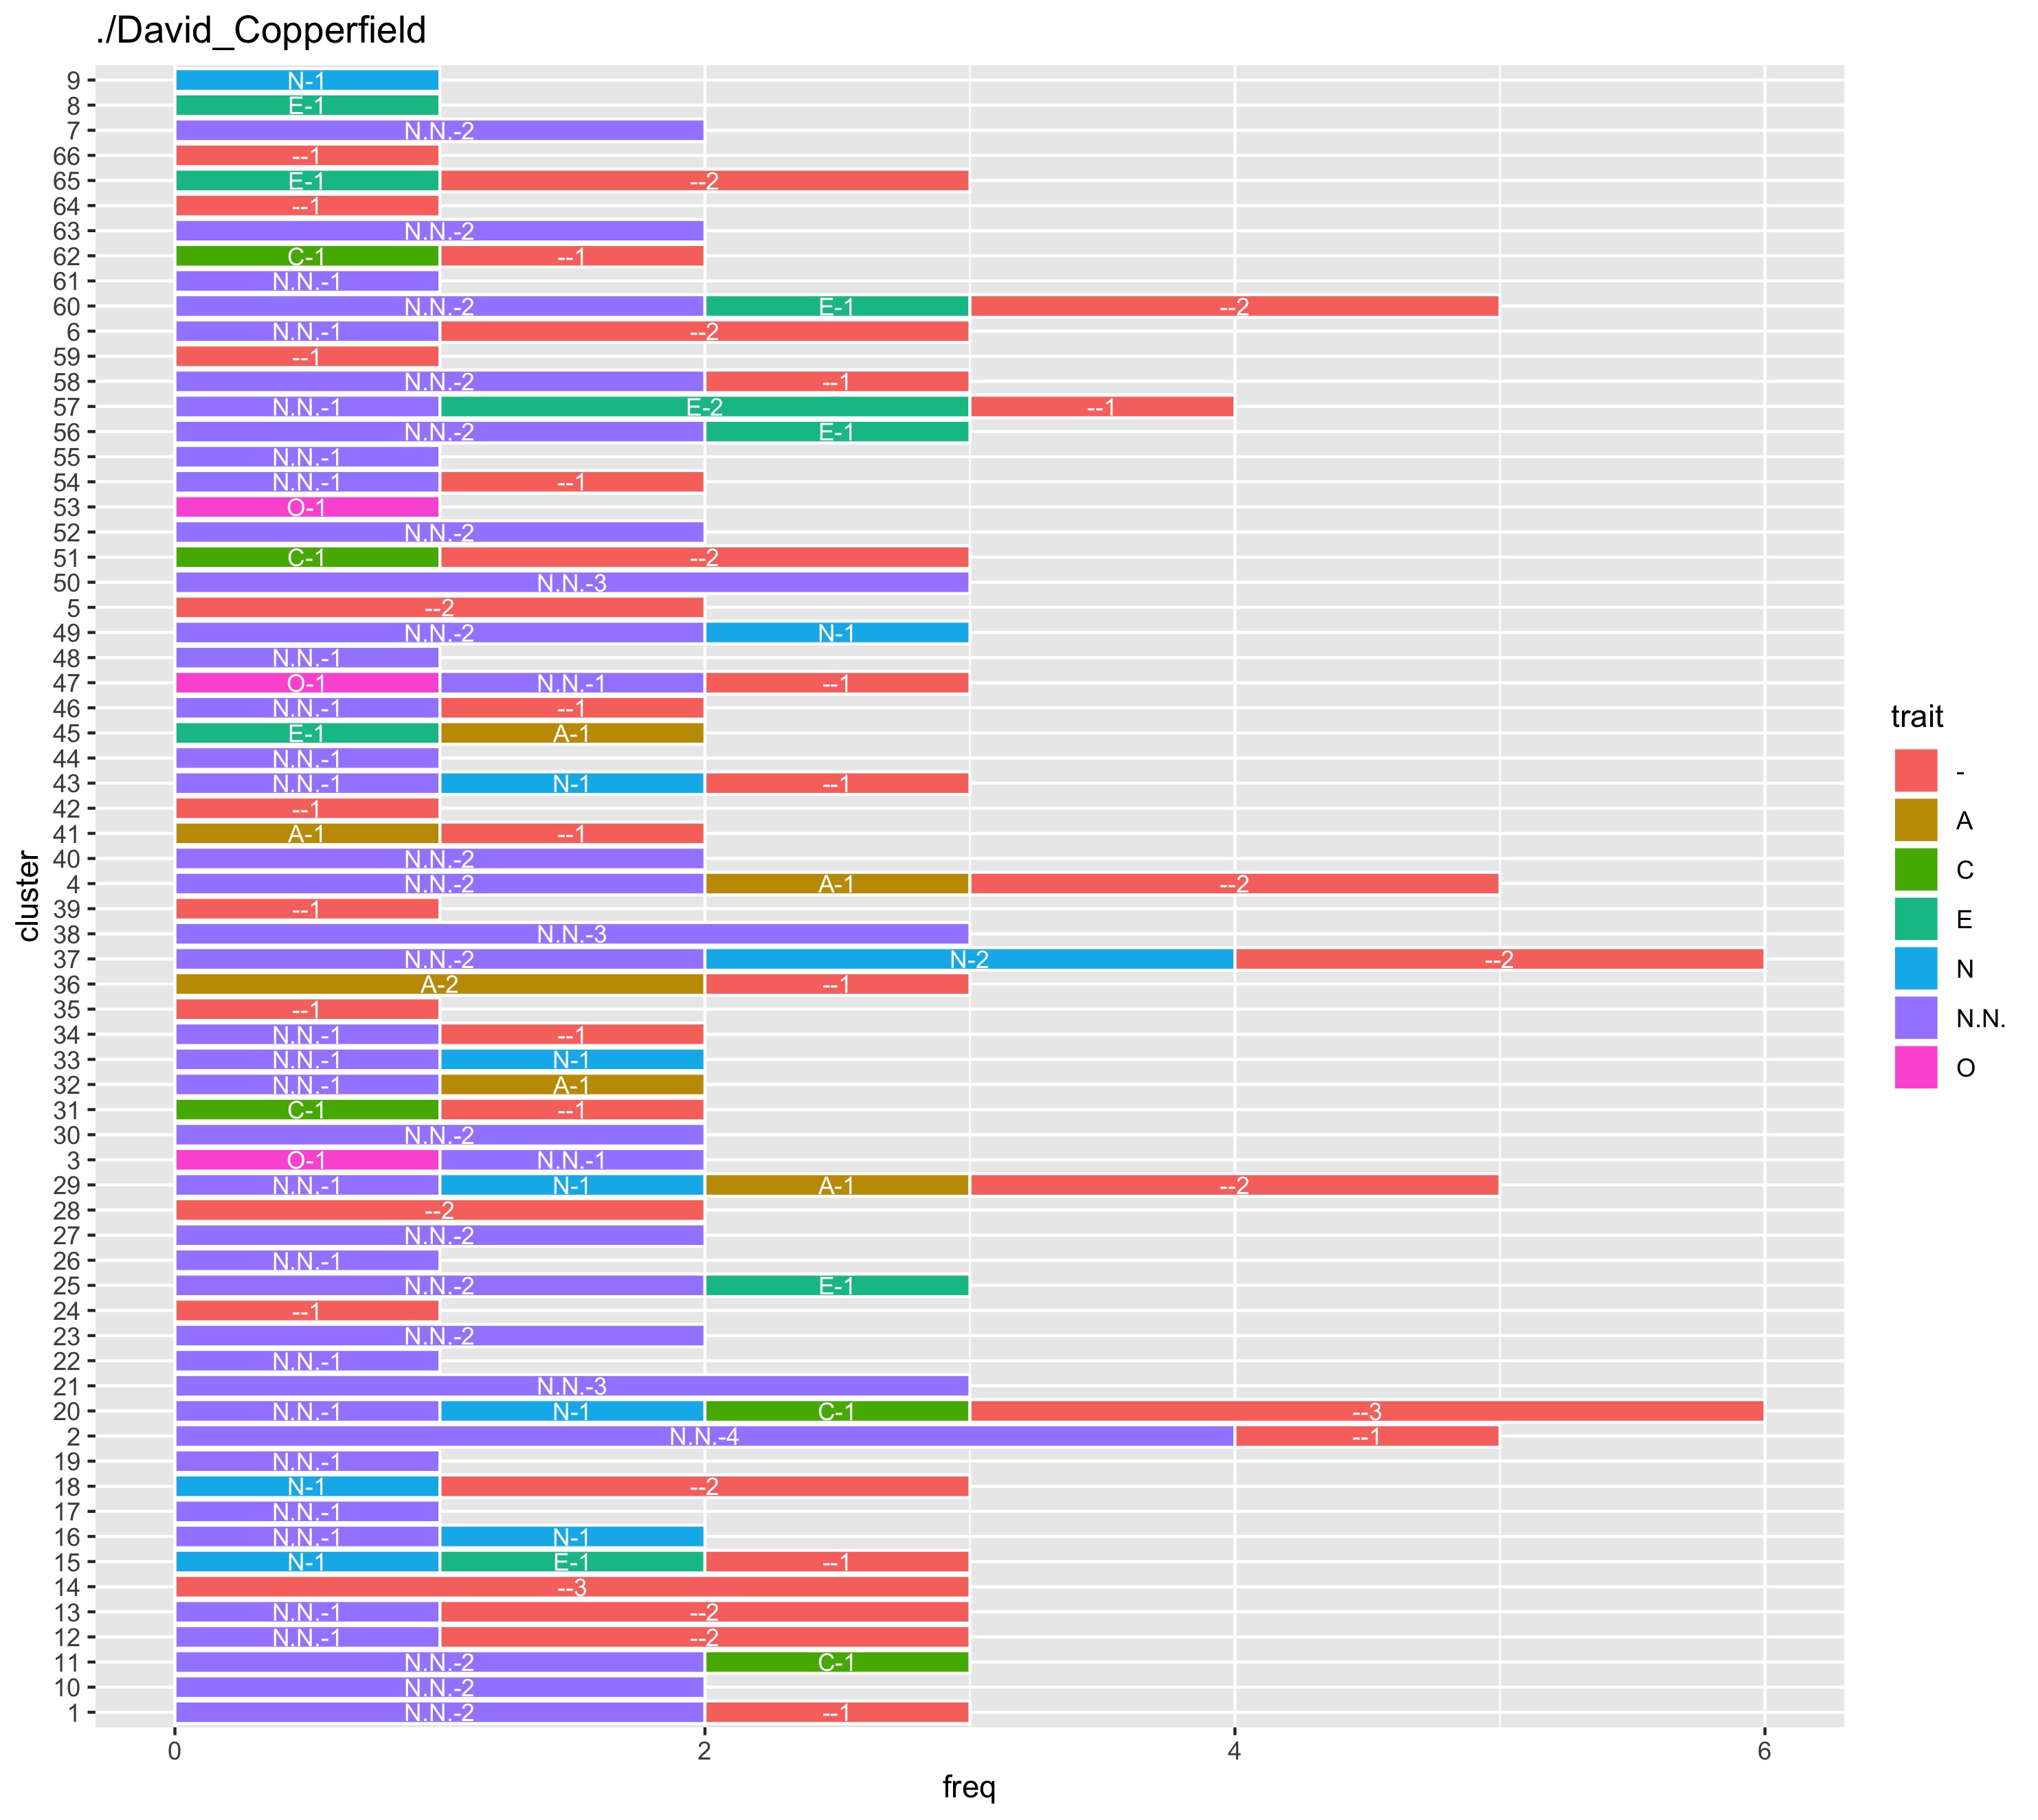 ./David_Copperfield
9 N-1
8 E-1
7 N.N.-2
66 --1
65 E-1 --2
64 --1
63 N.N.-2
62 C-1 --1
61 N.N.-1
60 N.N.-2 E-1 --2
6 N.N.-1 --2
59 --1
58 N.N.-2 --1
57 N.N.-1 E-2 --1
56 N.N.-2 E-1
55 N.N.-1
54 N.N.-1 --1
53 O-1
52 N.N.-2
51 C-1 --2
50 N.N.-3
5 --2
49 N.N.-2 N-1
48 N.N.-1
47 O-1 N.N.-1 --1
46 N.N.-1 --1
45 E-1 A-1
44 N.N.-1
43 N.N.-1 N-1 --1
42 --1
41 A-1 --1
40 N.N.-2
4 N.N.-2 A-1 --2
39 --1
38 N.N.-3
37 N.N.-2 N-2 --2
36 A-2 --1
35 --1
34 N.N.-1 --1
33 N.N.-1 N-1
32 N.N.-1 A-1
31 C-1 --1
30 N.N.-2
3 O-1 N.N.-1
29 N.N.-1 N-1 A-1 --2
28 --2
27 N.N.-2
26 N.N.-1
25 N.N.-2 E-1
24 --1
23 N.N.-2
22 N.N.-1
21 N.N.-3
20 N.N.-1 N-1 C-1 --3
2 N.N.-4 --1
19 N.N.-1
18 N-1 --2
17 N.N.-1
16 N.N.-1 N-1
15 N-1 E-1 --1
14 --3
13 N.N.-1 --2
12 N.N.-1 --2
11 N.N.-2 C-1
10 N.N.-2
1 N.N.-2 --1
0 2 4 6
freq
cluster
trait
-
A
C
E
N
N.N.
O